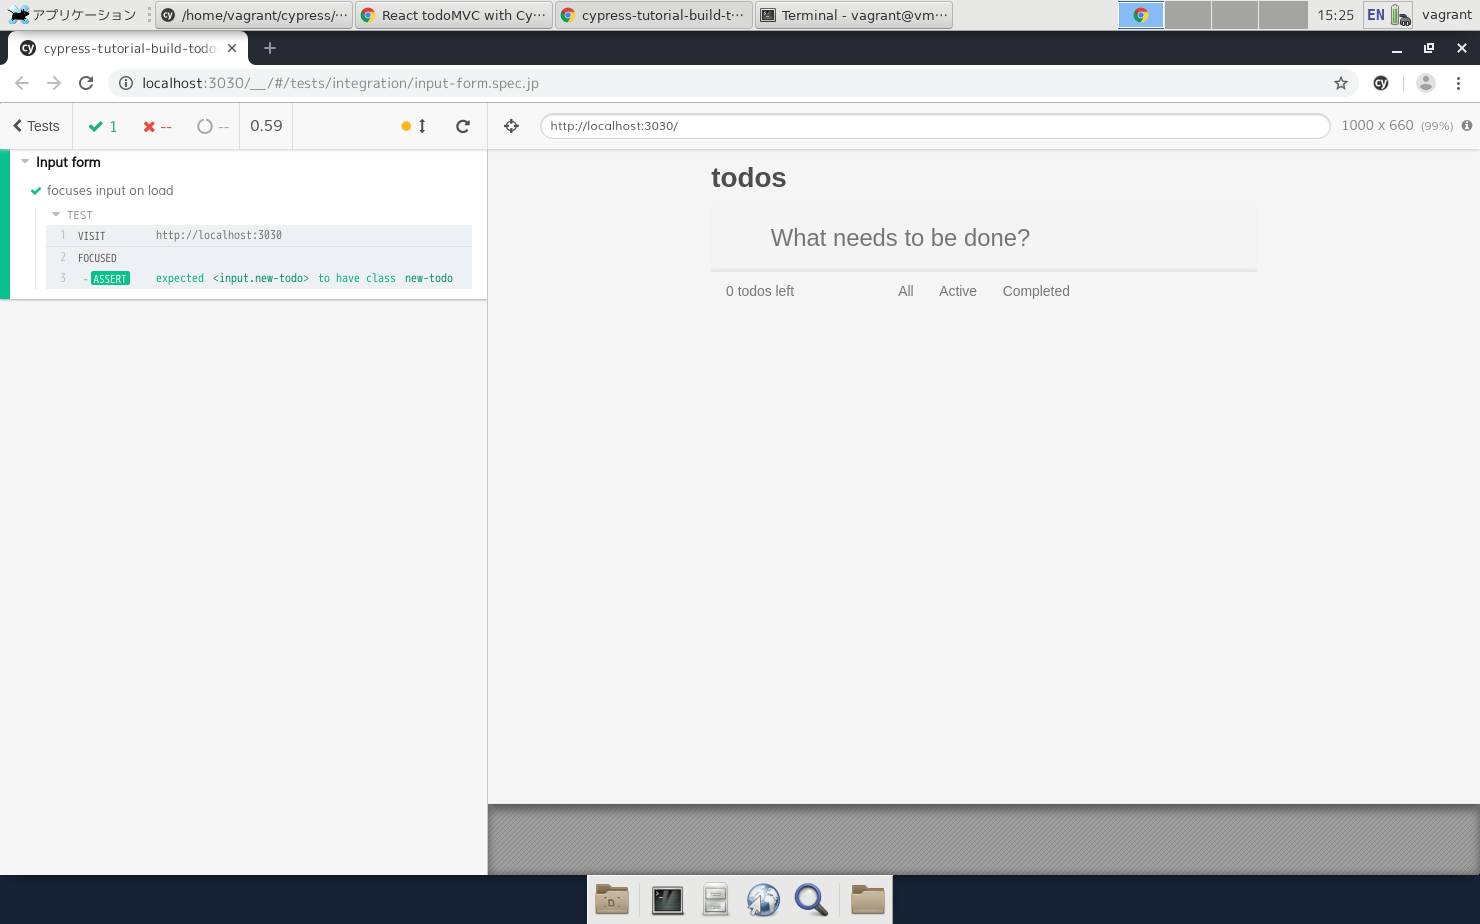 アプリケーション /home/vagrant/cypress/··· React todoMVC with Cy··· cypress-tutorial-build-t··· Terminal - vagrant@vm··· 15:25 EN vagrant
cy cypress-tutorial-build-todo
localhost:3030/__/#/tests/integration/input-form.spec.jp cy
Tests 1 -- -- 0.59 http://localhost:3030/ 1000 x 660 (99%)
Input form
focuses input on load
TEST
1 VISIT http://localhost:3030
2 FOCUSED
3 - ASSERT expected <input.new-todo> to have class new-todo
todos
What needs to be done?
0 todos left All Active Completed